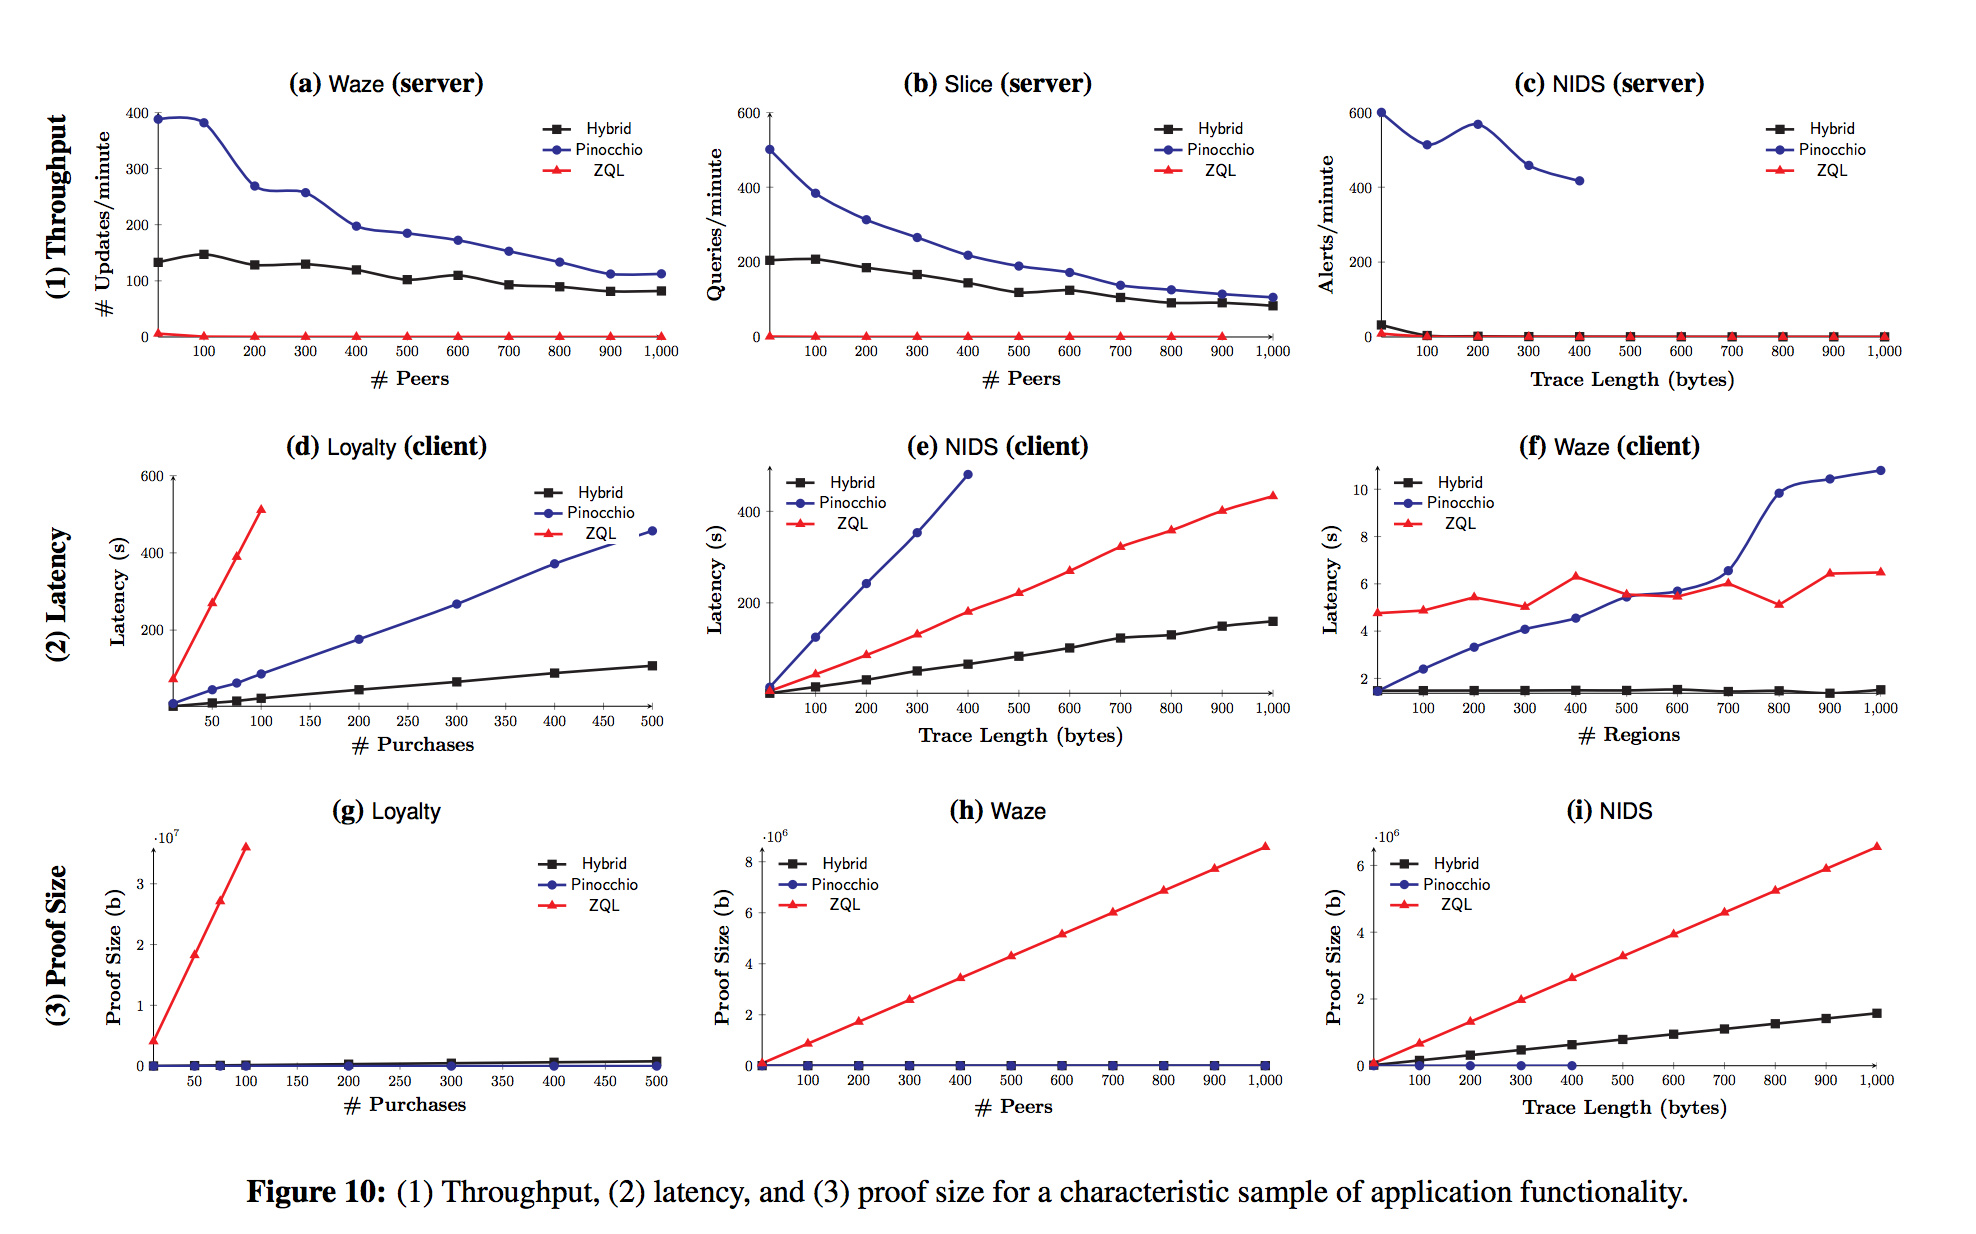 (1) Throughput
(a) Waze (server)
# Updates/minute
400
300
200
100
0
Hybrid
Pinocchio
ZQL
100 200 300 400 500 600 700 800 900 1,000
# Peers
(b) Slice (server)
Queries/minute
600
400
200
0
Hybrid
Pinocchio
ZQL
100 200 300 400 500 600 700 800 900 1,000
# Peers
(c) NIDS (server)
Alerts/minute
600
400
200
0
Hybrid
Pinocchio
ZQL
100 200 300 400 500 600 700 800 900 1,000
Trace Length (bytes)
(2) Latency
(d) Loyalty (client)
Latency (s)
600
400
200
Hybrid
Pinocchio
ZQL
50 100 150 200 250 300 350 400 450 500
# Purchases
(e) NIDS (client)
Latency (s)
400
200
Hybrid
Pinocchio
ZQL
100 200 300 400 500 600 700 800 900 1,000
Trace Length (bytes)
(f) Waze (client)
Latency (s)
10
8
6
4
2
Hybrid
Pinocchio
ZQL
100 200 300 400 500 600 700 800 900 1,000
# Regions
(3) Proof Size
(g) Loyalty
Proof Size (b)
·10⁷
3
2
1
0
Hybrid
Pinocchio
ZQL
50 100 150 200 250 300 350 400 450 500
# Purchases
(h) Waze
Proof Size (b)
·10⁶
8
6
4
2
0
Hybrid
Pinocchio
ZQL
100 200 300 400 500 600 700 800 900 1,000
# Peers
(i) NIDS
Proof Size (b)
·10⁶
6
4
2
0
Hybrid
Pinocchio
ZQL
100 200 300 400 500 600 700 800 900 1,000
Trace Length (bytes)
Figure 10: (1) Throughput, (2) latency, and (3) proof size for a characteristic sample of application functionality.